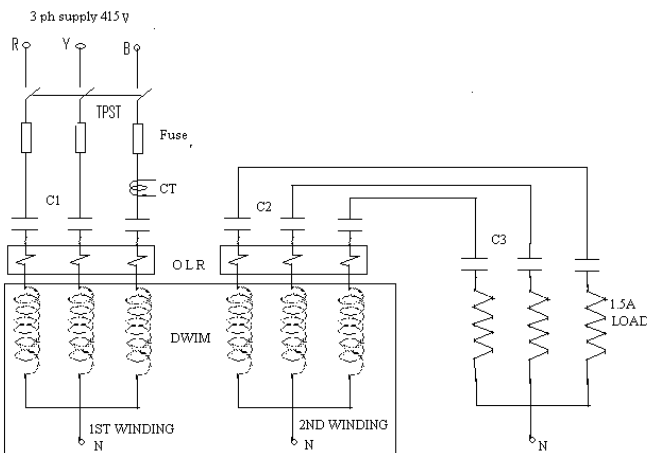 3 ph supply 415 v
R Y B
TPST
Fuse
CT
C1 C2
C3
O L R
1.5A
LOAD
DWIM
1ST WINDING 2ND WINDING
N N N